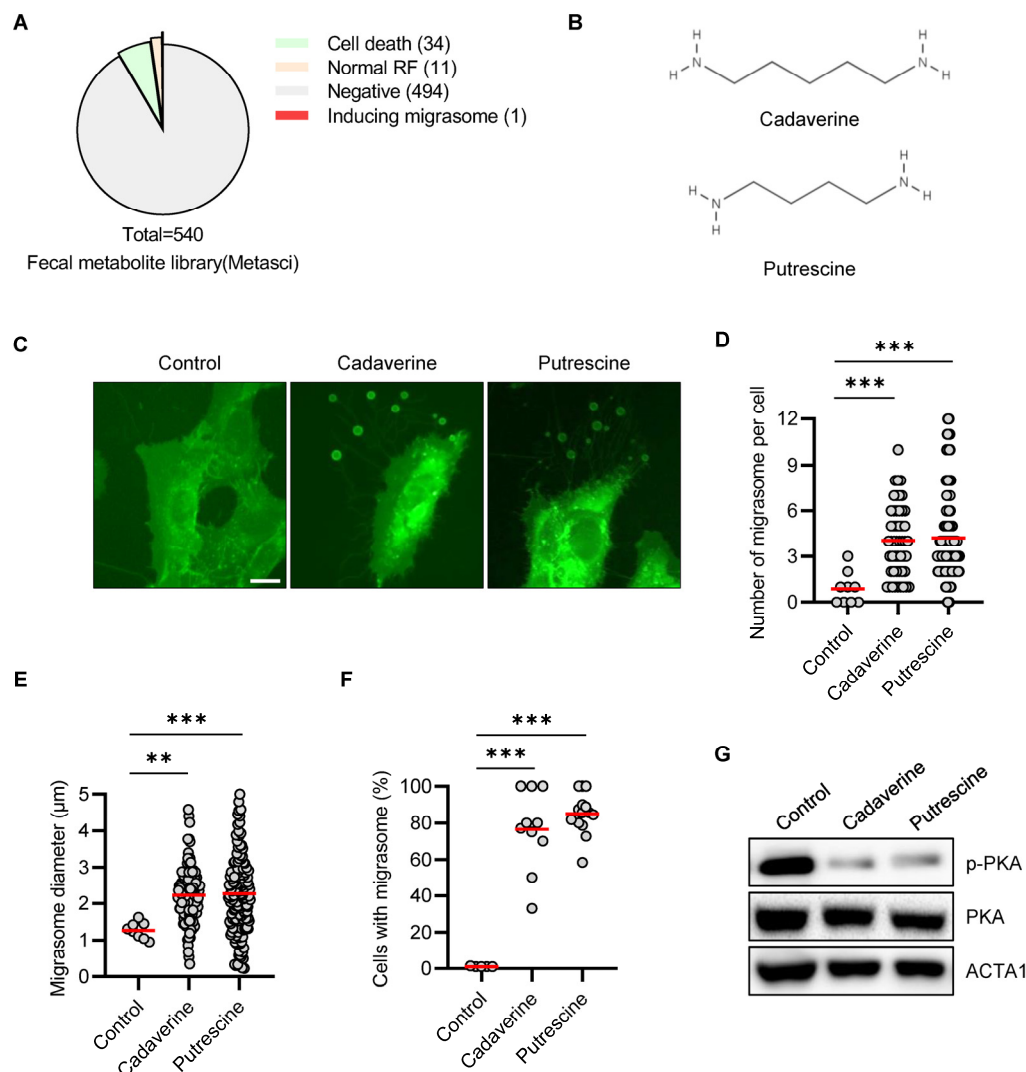 A
Cell death (34)
Normal RF (11)
Negative (494)
Inducing migrasome (1)
Total=540
Fecal metabolite library(Metasci)
B
H
H
N
N
H
H
Cadaverine
H
H
N
N
H
H
Putrescine
C
Control
Cadaverine
Putrescine
D
***
***
Number of migrasome per cell
12
9
6
3
0
Control
Cadaverine
Putrescine
E
***
**
Migrasome diameter (µm)
5
4
3
2
1
0
Control
Cadaverine
Putrescine
F
***
***
Cells with migrasome (%)
100
80
60
40
20
0
Control
Cadaverine
Putrescine
G
Control
Cadaverine
Putrescine
p-PKA
PKA
ACTA1